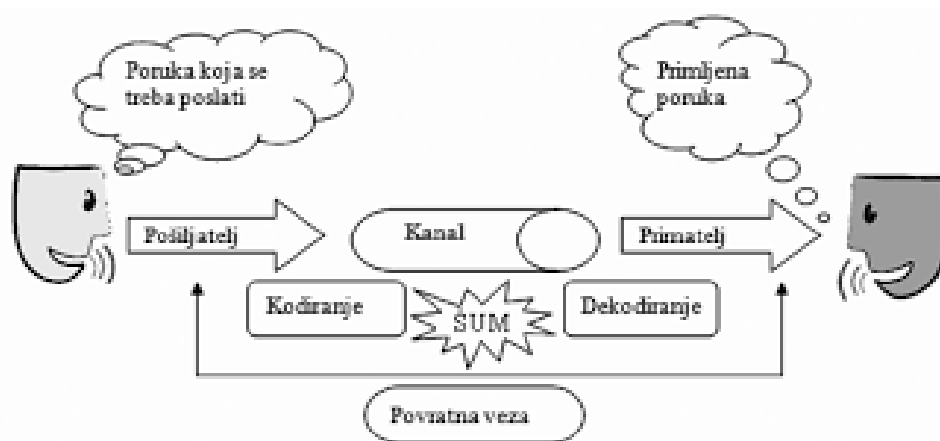 Poruka koja se
treba poslati
Primljena
poruka
Pošiljatelj
Kanal
Primatelj
Kodiranje
ŠUM
Dekodiranje
Povratna veza